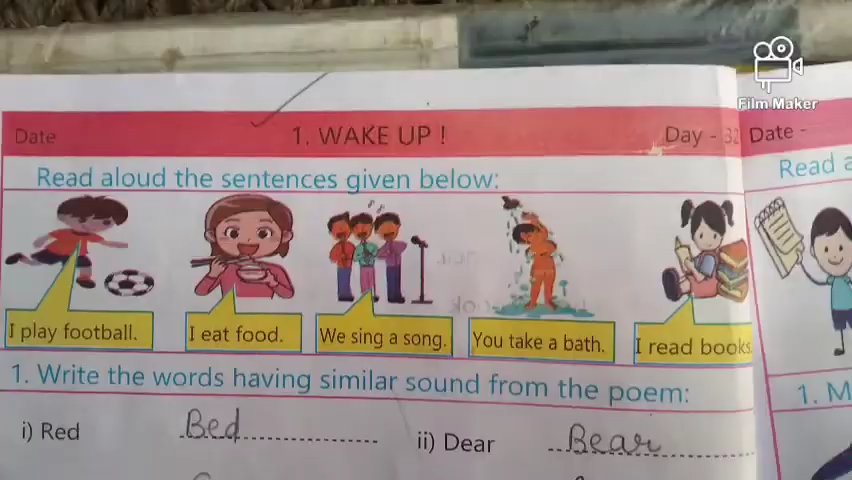 Film Maker
Date 1. WAKE UP ! Day - 32
Date -
Read aloud the sentences given below:
Read a
I play football.
I eat food.
We sing a song.
You take a bath.
I read books
1. Write the words having similar sound from the poem:
1. M
i) Red Bed
ii) Dear Bear